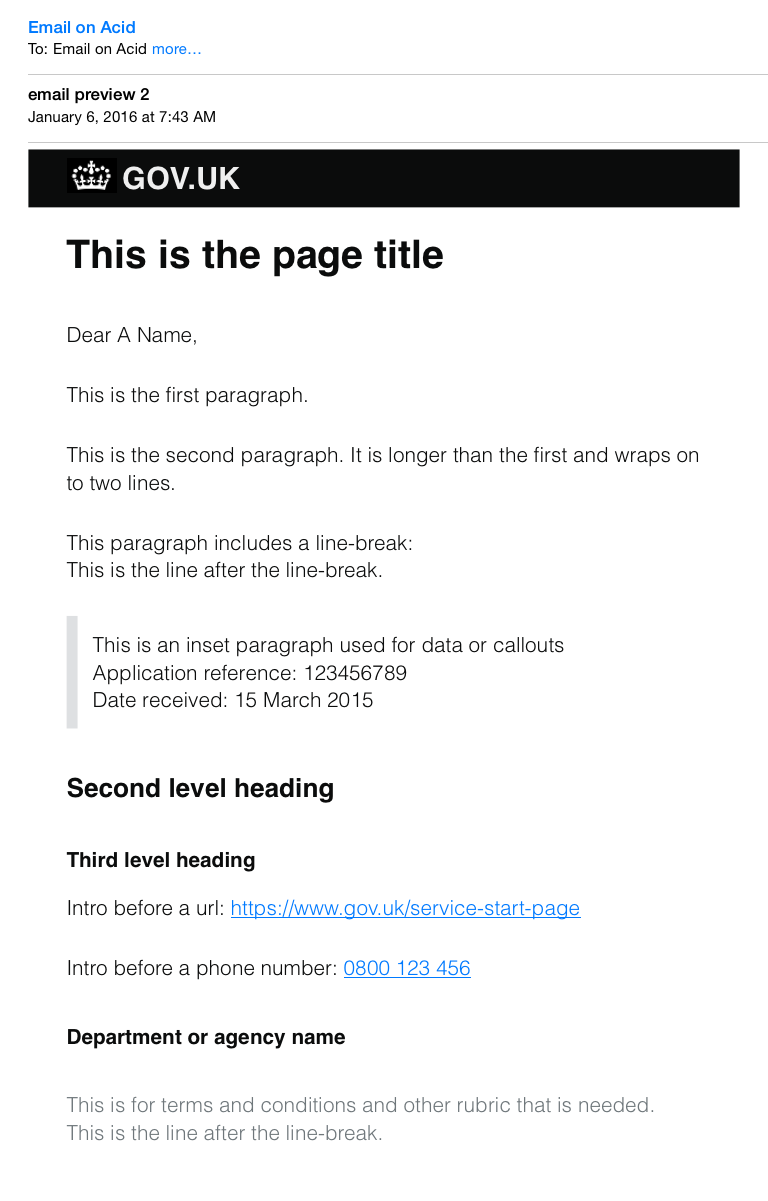 Email on Acid
To: Email on Acid more...
email preview 2
January 6, 2016 at 7:43 AM
GOV.UK
This is the page title
Dear A Name,
This is the first paragraph.
This is the second paragraph. It is longer than the first and wraps on
to two lines.
This paragraph includes a line-break:
This is the line after the line-break.
This is an inset paragraph used for data or callouts
Application reference: 123456789
Date received: 15 March 2015
Second level heading
Third level heading
Intro before a url: https://www.gov.uk/service-start-page
Intro before a phone number: 0800 123 456
Department or agency name
This is for terms and conditions and other rubric that is needed.
This is the line after the line-break.